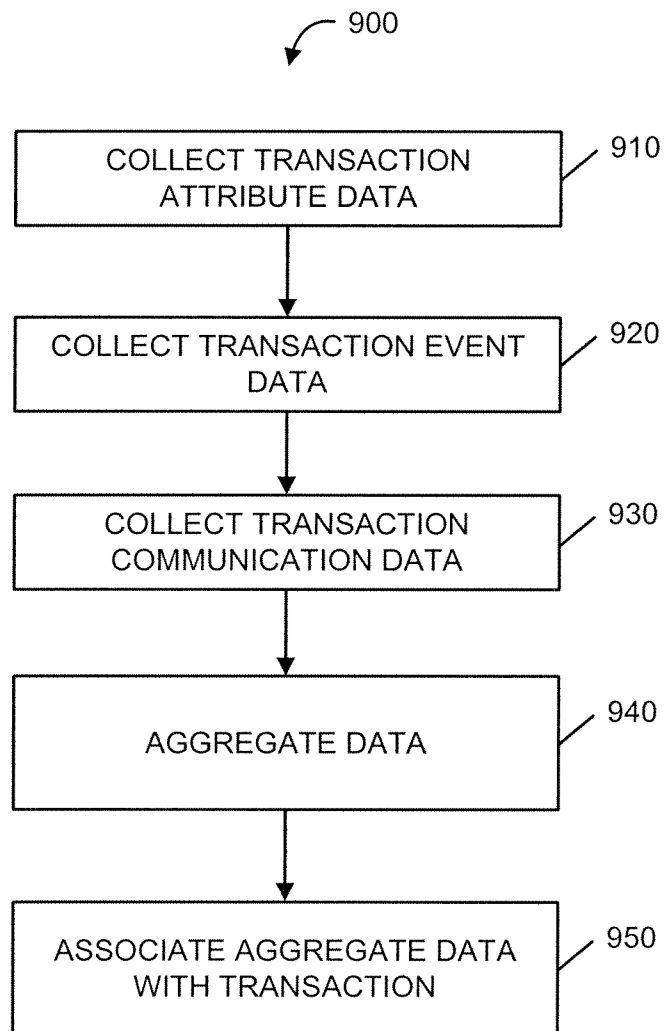 900
COLLECT TRANSACTION
ATTRIBUTE DATA
910
COLLECT TRANSACTION EVENT
DATA
920
COLLECT TRANSACTION
COMMUNICATION DATA
930
AGGREGATE DATA
940
ASSOCIATE AGGREGATE DATA
WITH TRANSACTION
950